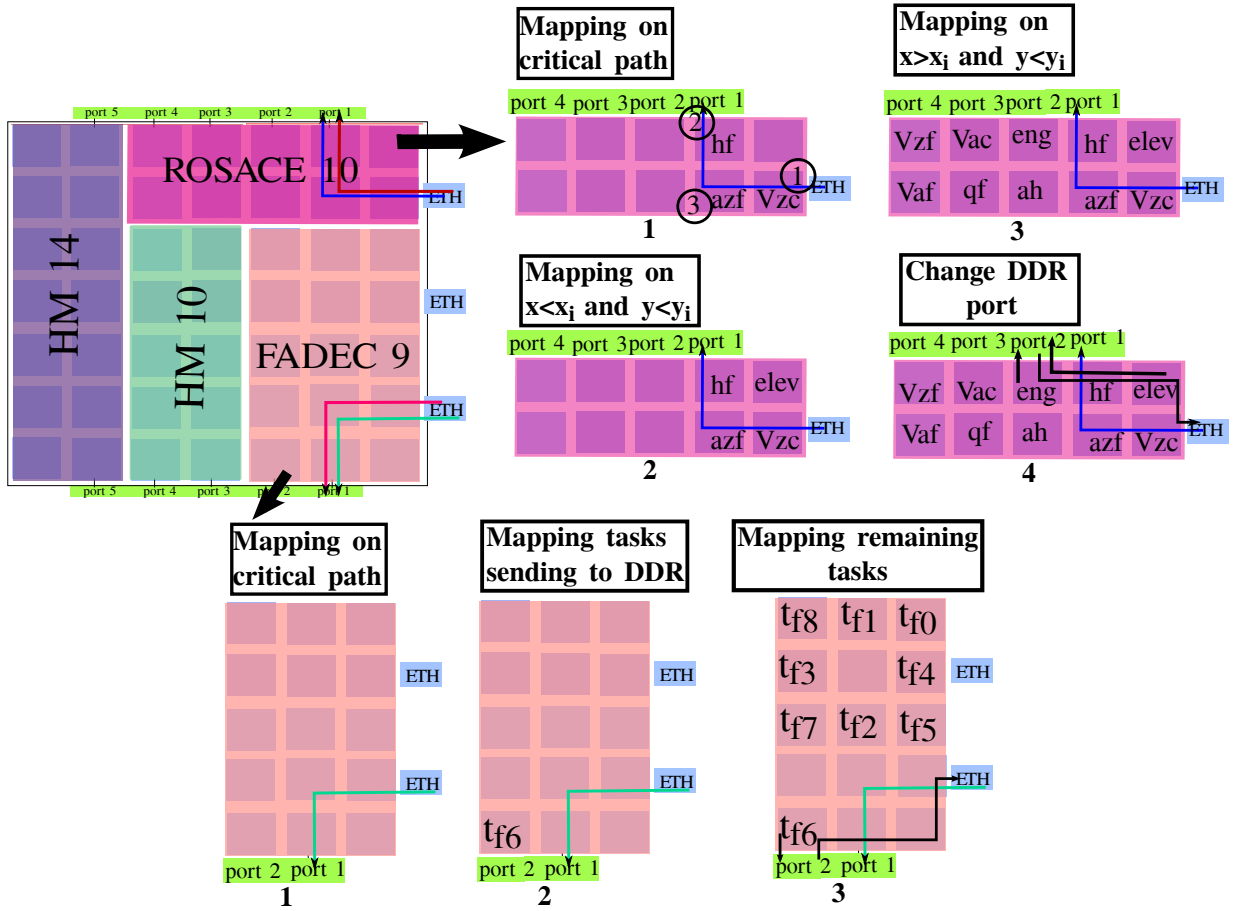 Mapping on
critical path
port 4 port 3 port 2 port 1
2
hf
1
ETH
3
azf Vzc
1
Mapping on
x>xi and y<yi
port 4 port 3 port 2 port 1
Vzf Vac eng hf elev
Vaf qf ah azf Vzc
ETH
3
port 5 port 4 port 3 port 2 port 1
ROSACE 10
ETH
HM 14
HM 10
ETH
FADEC 9
ETH
port 5 port 4 port 3 port 2 port 1
Mapping on
x<xi and y<yi
port 4 port 3 port 2 port 1
hf elev
azf Vzc
ETH
2
Change DDR
port
port 4 port 3 port 2 port 1
Vzf Vac eng hf elev
Vaf qf ah azf Vzc
ETH
4
Mapping on
critical path
ETH
ETH
port 2 port 1
1
Mapping tasks
sending to DDR
ETH
ETH
tf6
port 2 port 1
2
Mapping remaining
tasks
tf8 tf1 tf0
tf3 tf4
ETH
tf7 tf2 tf5
ETH
tf6
port 2 port 1
3